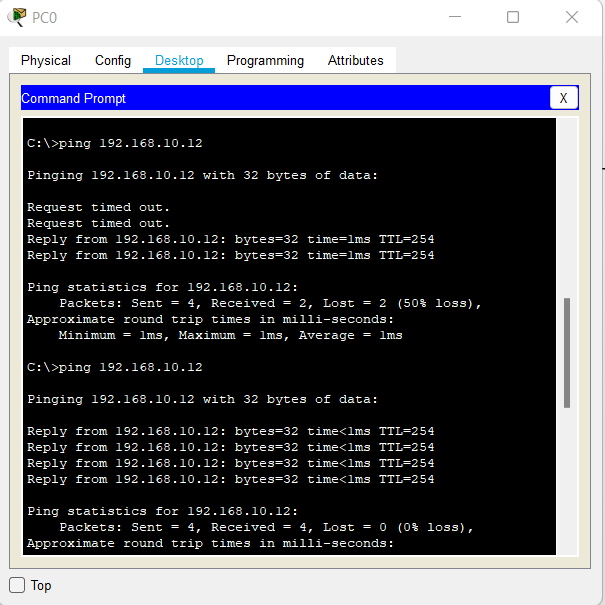 PC0
Physical Config Desktop Programming Attributes
Command Prompt X
C:\>ping 192.168.10.12
Pinging 192.168.10.12 with 32 bytes of data:
Request timed out.
Request timed out.
Reply from 192.168.10.12: bytes=32 time=1ms TTL=254
Reply from 192.168.10.12: bytes=32 time=1ms TTL=254
Ping statistics for 192.168.10.12:
Packets: Sent = 4, Received = 2, Lost = 2 (50% loss),
Approximate round trip times in milli-seconds:
Minimum = 1ms, Maximum = 1ms, Average = 1ms
C:\>ping 192.168.10.12
Pinging 192.168.10.12 with 32 bytes of data:
Reply from 192.168.10.12: bytes=32 time<1ms TTL=254
Reply from 192.168.10.12: bytes=32 time<1ms TTL=254
Reply from 192.168.10.12: bytes=32 time<1ms TTL=254
Reply from 192.168.10.12: bytes=32 time<1ms TTL=254
Ping statistics for 192.168.10.12:
Packets: Sent = 4, Received = 4, Lost = 0 (0% loss),
Approximate round trip times in milli-seconds:
Top